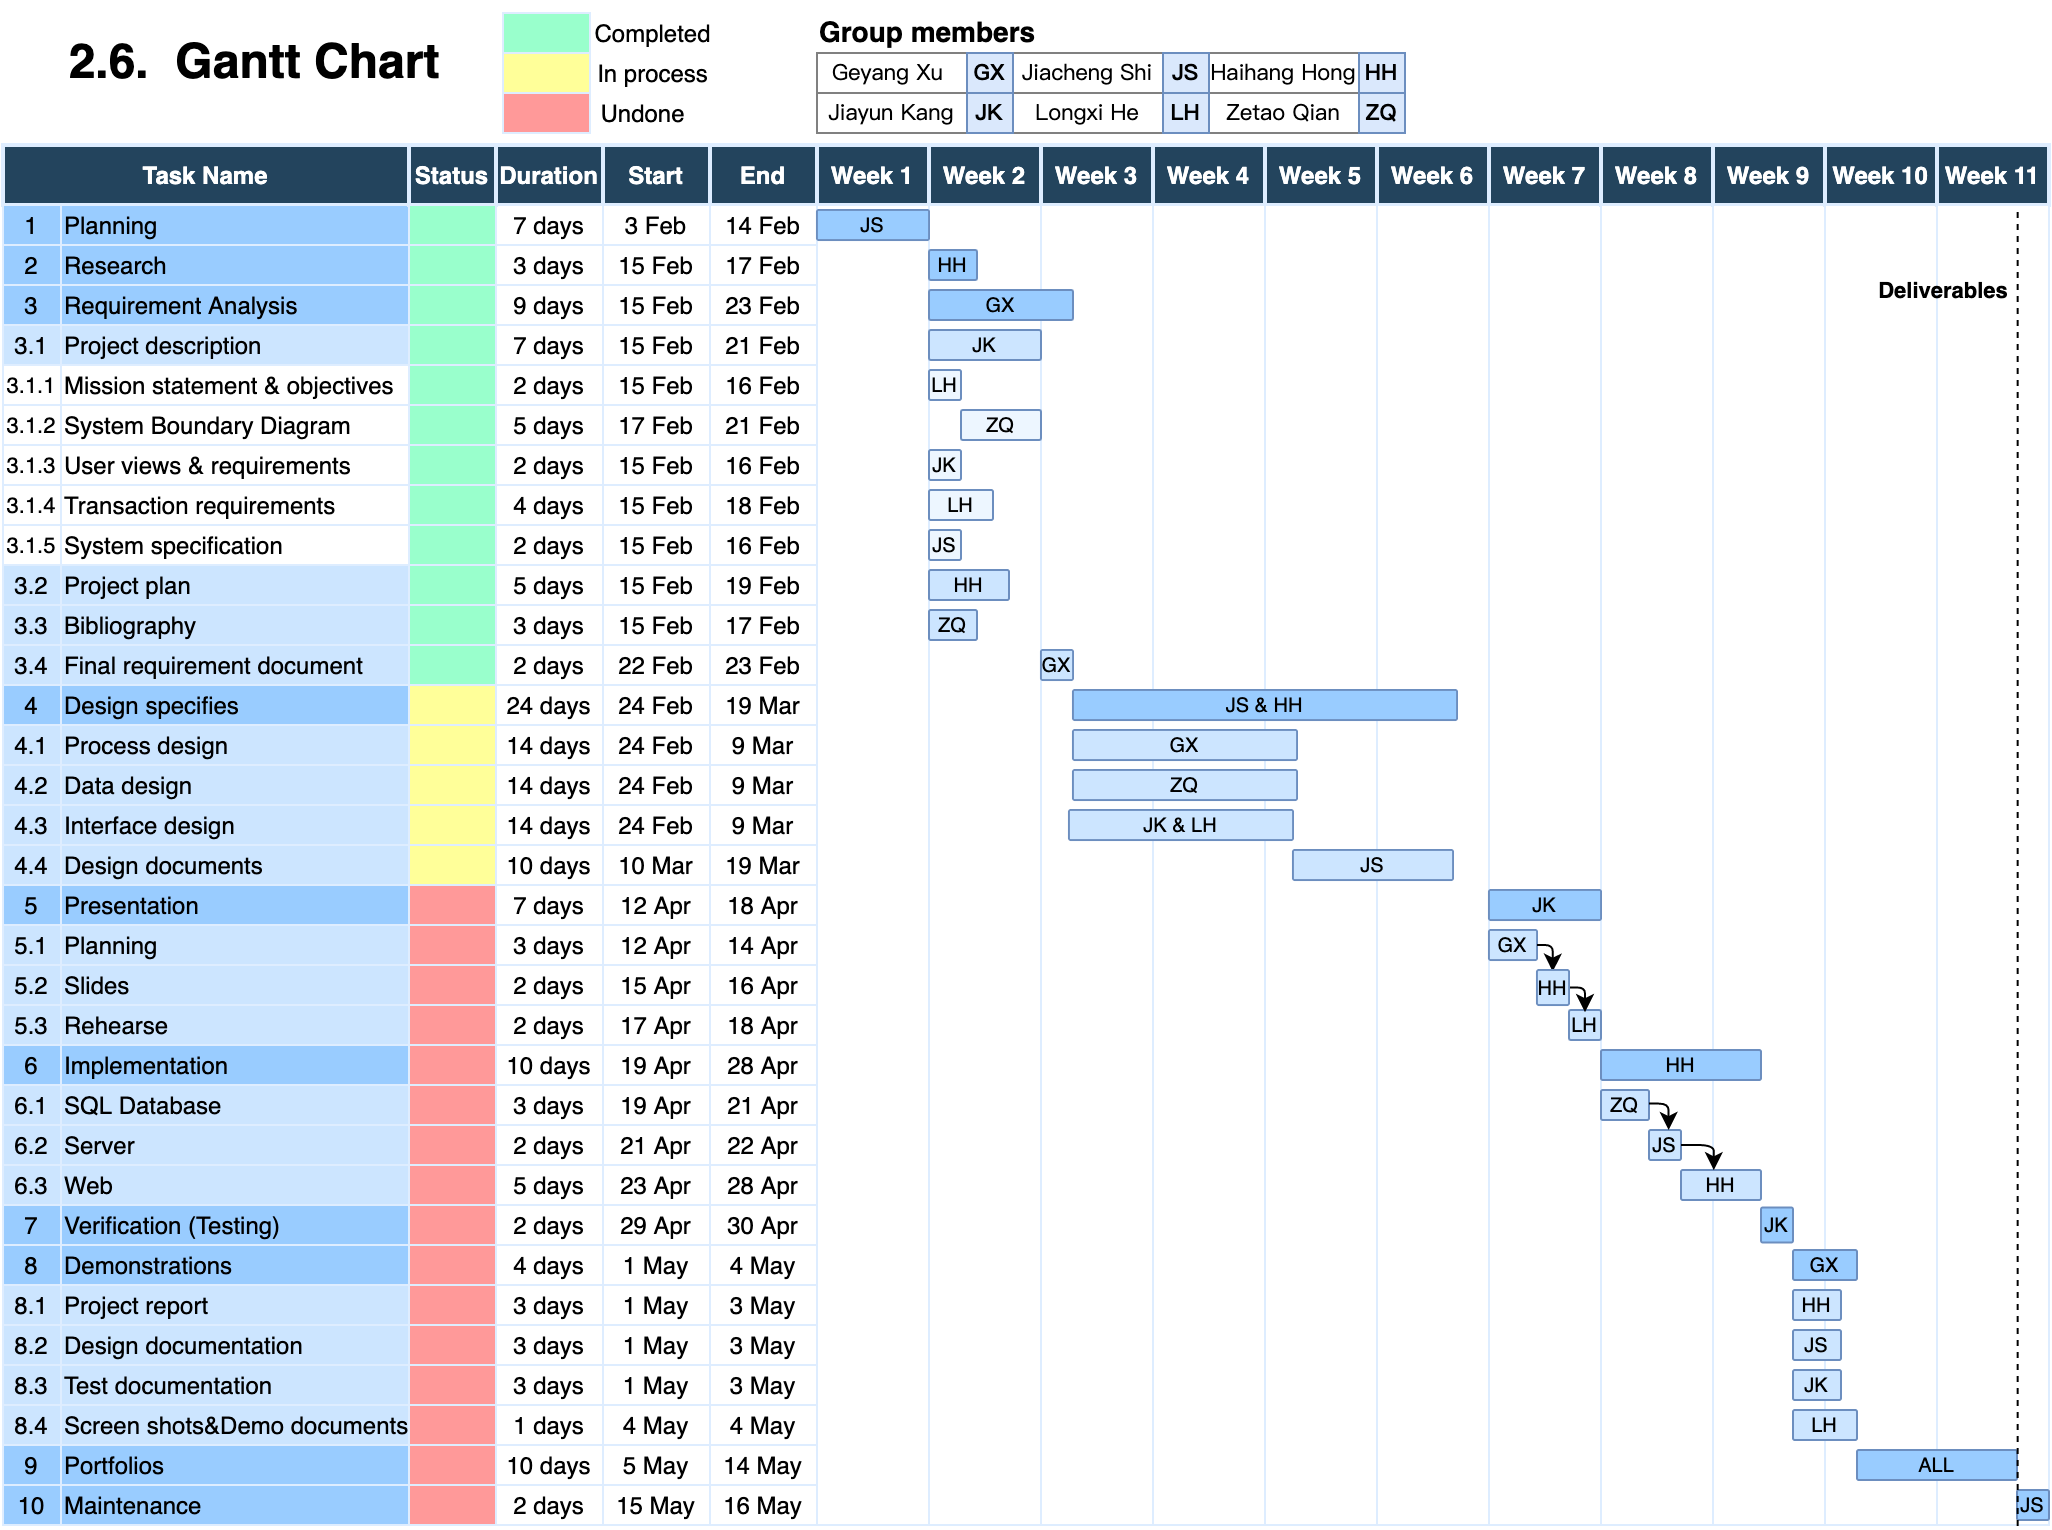 2.6. Gantt Chart
Completed
In process
Undone
Group members
Geyang Xu GX Jiacheng Shi JS Haihang Hong HH
Jiayun Kang JK Longxi He LH Zetao Qian ZQ
Task Name Status Duration Start End Week 1 Week 2 Week 3 Week 4 Week 5 Week 6 Week 7 Week 8 Week 9 Week 10 Week 11
1 Planning 7 days 3 Feb 14 Feb JS
2 Research 3 days 15 Feb 17 Feb HH
Deliverables
3 Requirement Analysis 9 days 15 Feb 23 Feb GX
3.1 Project description 7 days 15 Feb 21 Feb JK
3.1.1 Mission statement & objectives 2 days 15 Feb 16 Feb LH
3.1.2 System Boundary Diagram 5 days 17 Feb 21 Feb ZQ
3.1.3 User views & requirements 2 days 15 Feb 16 Feb JK
3.1.4 Transaction requirements 4 days 15 Feb 18 Feb LH
3.1.5 System specification 2 days 15 Feb 16 Feb JS
3.2 Project plan 5 days 15 Feb 19 Feb HH
3.3 Bibliography 3 days 15 Feb 17 Feb ZQ
3.4 Final requirement document 2 days 22 Feb 23 Feb GX
4 Design specifies 24 days 24 Feb 19 Mar JS & HH
4.1 Process design 14 days 24 Feb 9 Mar GX
4.2 Data design 14 days 24 Feb 9 Mar ZQ
4.3 Interface design 14 days 24 Feb 9 Mar JK & LH
4.4 Design documents 10 days 10 Mar 19 Mar JS
5 Presentation 7 days 12 Apr 18 Apr JK
5.1 Planning 3 days 12 Apr 14 Apr GX
5.2 Slides 2 days 15 Apr 16 Apr HH
5.3 Rehearse 2 days 17 Apr 18 Apr LH
6 Implementation 10 days 19 Apr 28 Apr HH
6.1 SQL Database 3 days 19 Apr 21 Apr ZQ
6.2 Server 2 days 21 Apr 22 Apr JS
6.3 Web 5 days 23 Apr 28 Apr HH
7 Verification (Testing) 2 days 29 Apr 30 Apr JK
8 Demonstrations 4 days 1 May 4 May GX
8.1 Project report 3 days 1 May 3 May HH
8.2 Design documentation 3 days 1 May 3 May JS
8.3 Test documentation 3 days 1 May 3 May JK
8.4 Screen shots&Demo documents 1 days 4 May 4 May LH
9 Portfolios 10 days 5 May 14 May ALL
10 Maintenance 2 days 15 May 16 May JS